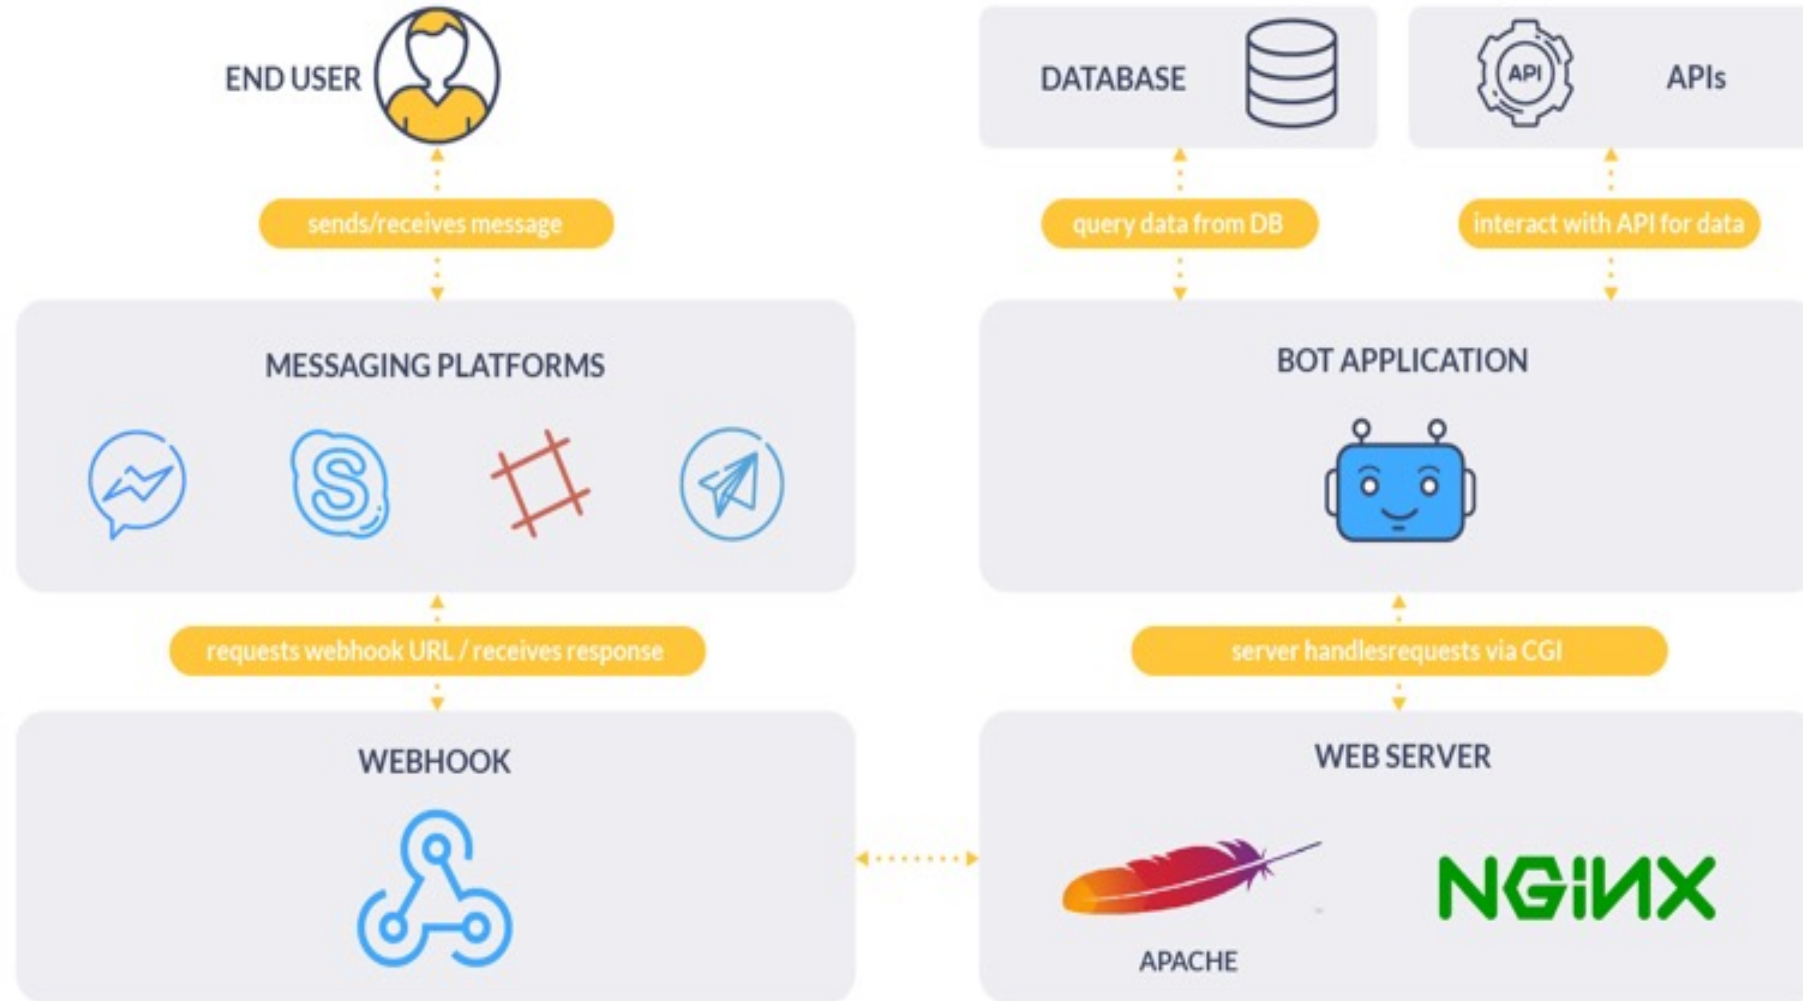 END USER
DATABASE
API
APIs
sends/receives message
query data from DB
interact with API for data
MESSAGING PLATFORMS
BOT APPLICATION
S
requests webhook URL / receives response
server handlesrequests via CGI
WEBHOOK
WEB SERVER
NGiNX
APACHE